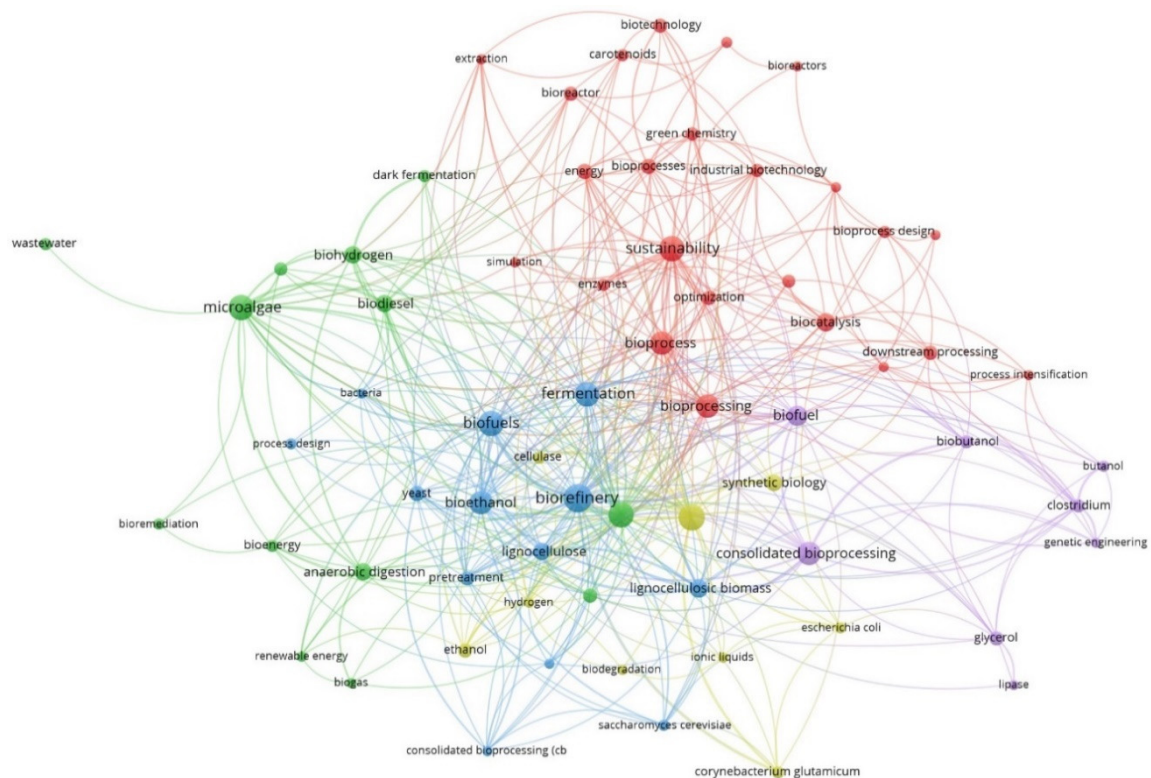 biotechnology
carotenoids
extraction
bioreactors
bioreactor
green chemistry
energy
bioprocesses
industrial biotechnology
dark fermentation
bioprocess design
wastewater
sustainability
biohydrogen
simulation
enzymes
optimization
microalgae
biodiesel
biocatalysis
bioprocess
downstream processing
process intensification
bacteria
fermentation
bioprocessing
biofuel
biofuels
process design
biobutanol
cellulase
butanol
synthetic biology
yeast
bioethanol
biorefinery
clostridium
bioremediation
genetic engineering
bioenergy
lignocellulose
consolidated bioprocessing
anaerobic digestion
pretreatment
lignocellulosic biomass
hydrogen
escherichia coli
glycerol
ethanol
renewable energy
ionic liquids
biodegradation
biogas
lipase
saccharomyces cerevisiae
consolidated bioprocessing (cb
corynebacterium glutamicum